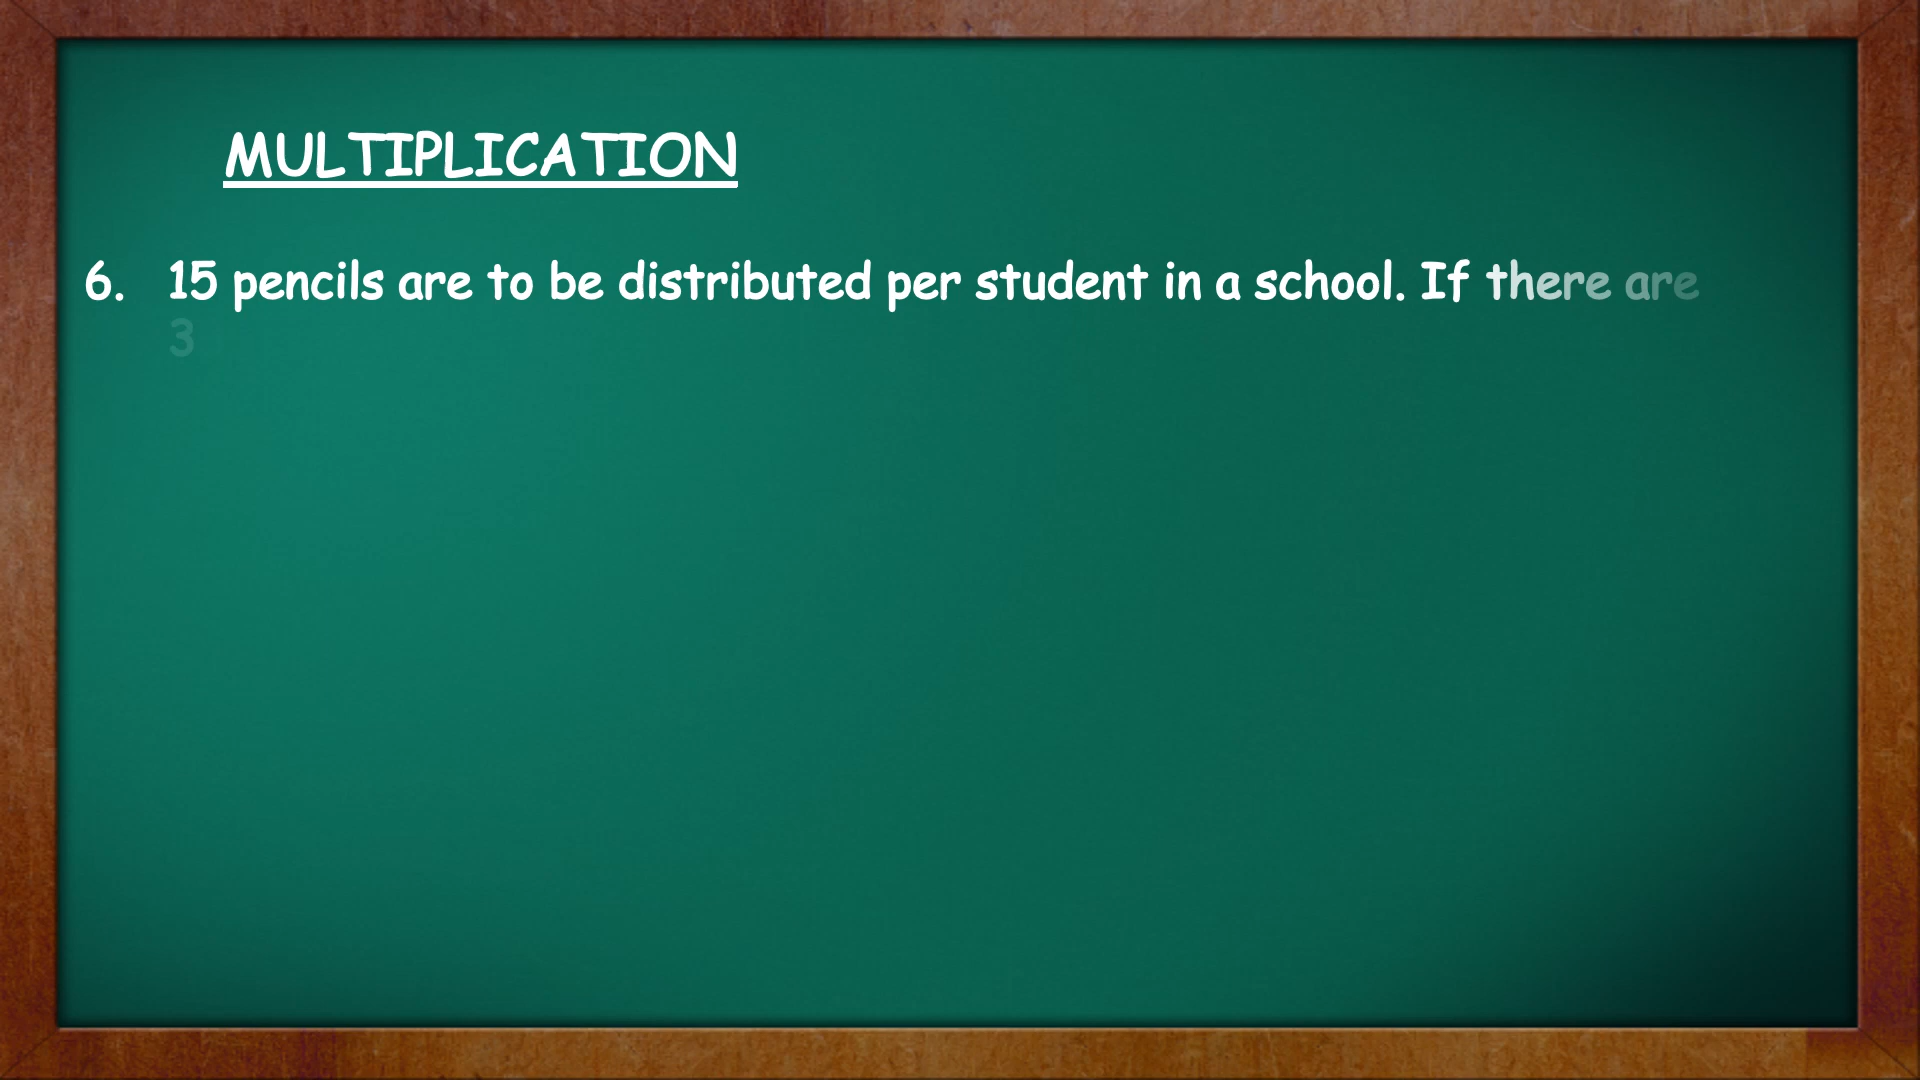 MULTIPLICATION
6. 15 pencils are to be distributed per student in a school. If there are
3